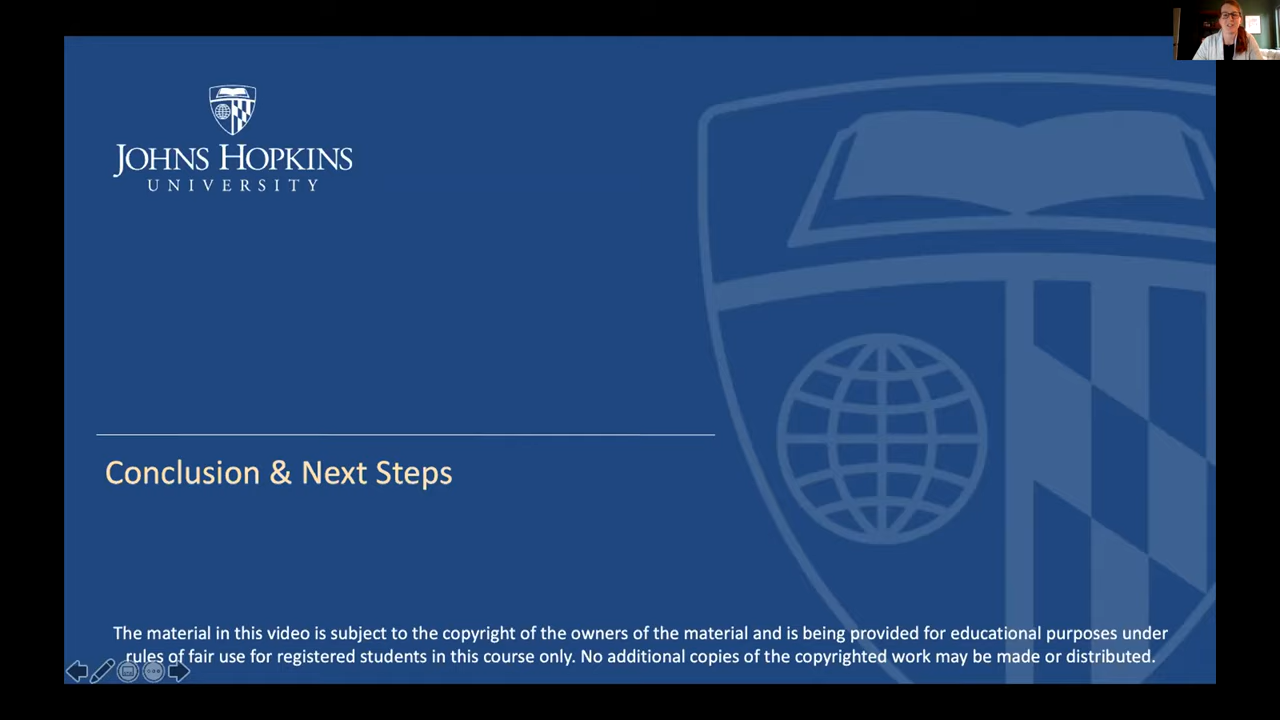 JOHNS HOPKINS
UNIVERSITY
Conclusion & Next Steps
The material in this video is subject to the copyright of the owners of the material and is being provided for educational purposes under
rules of fair use for registered students in this course only. No additional copies of the copyrighted work may be made or distributed.